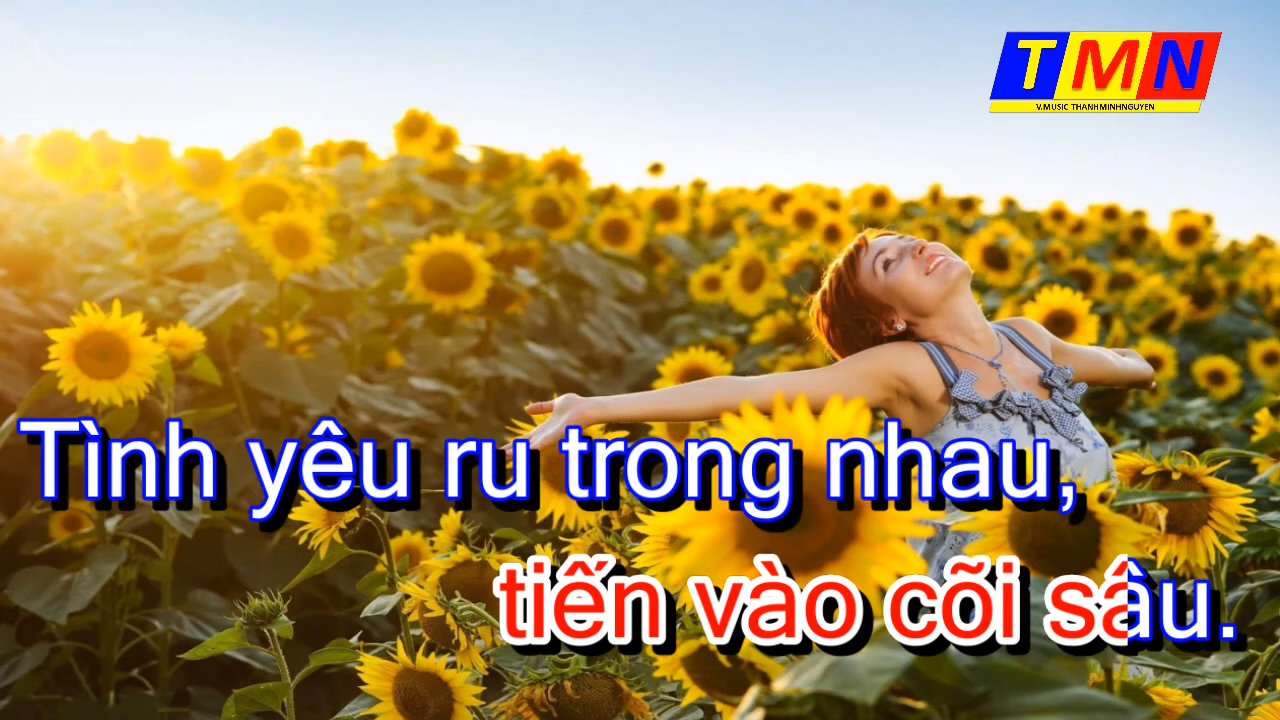 TMN
V.MUSIC THANHMINHNGUYEN
Tình yêu ru trong nhau,
tiến vào cõi sâu.